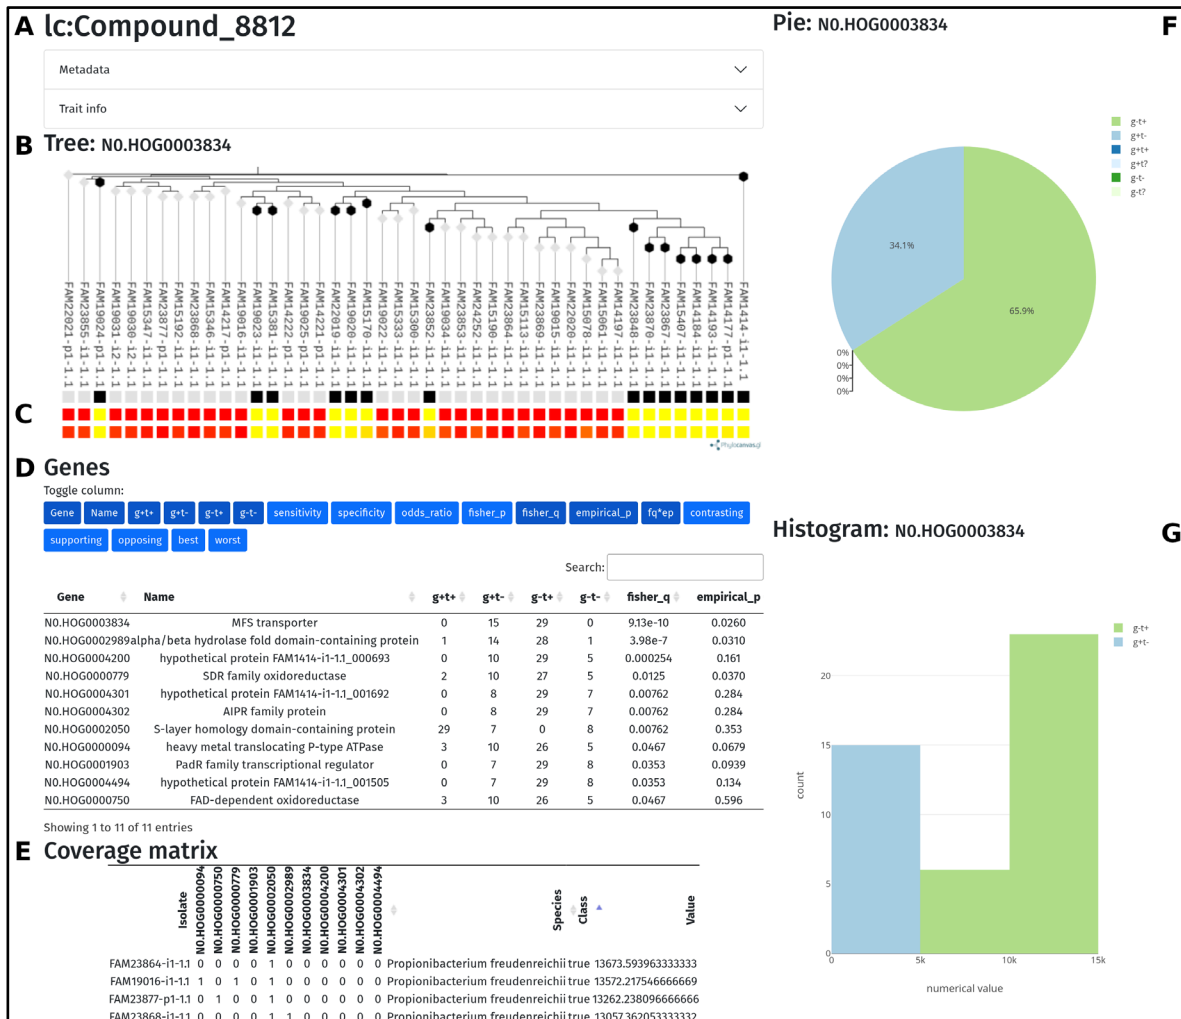 A lc:Compound_8812
Metadata
Trait info
B Tree: N0.HOG0003834
FAM22021-p1-1.1
FAM23855-i1-1.1
FAM19024-p1-1.1
FAM19031-i2-1.1
FAM19030-i2-1.1
FAM15347-i1-1.1
FAM23877-p1-1.1
FAM15192-i1-1.1
FAM23868-i1-1.1
FAM15346-i1-1.1
FAM14217-p1-1.1
FAM19016-i1-1.1
FAM19023-i1-1.1
FAM15381-i1-1.1
FAM14222-p1-1.1
FAM19025-p1-1.1
FAM14221-p1-1.1
FAM22019-i1-1.1
FAM19020-i1-1.1
FAM15170-i1-1.1
FAM19022-i1-1.1
FAM15333-i1-1.1
FAM15300-i1-1.1
FAM23852-i1-1.1
FAM19034-i1-1.1
FAM23853-i1-1.1
FAM24252-i1-1.1
FAM23864-i1-1.1
FAM15113-i1-1.1
FAM23869-i1-1.1
FAM19015-i1-1.1
FAM22020-i1-1.1
FAM15078-i1-1.1
FAM15061-i1-1.1
FAM14197-i1-1.1
FAM23848-i1-1.1
FAM23870-i1-1.1
FAM23867-i1-1.1
FAM15407-i1-1.1
FAM14184-i1-1.1
FAM14193-i1-1.1
FAM14177-p1-1.1
FAM1414-i1-1.1
C
Phylocanvas.gl
D Genes
Toggle column:
Gene Name g+t+ g+t- g-t+ g-t- sensitivity specificity odds_ratio fisher_p fisher_q empirical_p fq*ep contrasting
supporting opposing best worst
Search:
Gene Name g+t+ g+t- g-t+ g-t- fisher_q empirical_p
N0.HOG0003834 MFS transporter 0 15 29 0 9.13e-10 0.0260
N0.HOG0002989 alpha/beta hydrolase fold domain-containing protein 1 14 28 1 3.98e-7 0.0310
N0.HOG0004200 hypothetical protein FAM1414-i1-1.1_000693 0 10 29 5 0.000254 0.161
N0.HOG0000779 SDR family oxidoreductase 2 10 27 5 0.0125 0.0370
N0.HOG0004301 hypothetical protein FAM1414-i1-1.1_001692 0 8 29 7 0.00762 0.284
N0.HOG0004302 AIPR family protein 0 8 29 7 0.00762 0.284
N0.HOG0002050 S-layer homology domain-containing protein 29 7 0 8 0.00762 0.353
N0.HOG0000094 heavy metal translocating P-type ATPase 3 10 26 5 0.0467 0.0679
N0.HOG0001903 PadR family transcriptional regulator 0 7 29 8 0.0353 0.0939
N0.HOG0004494 hypothetical protein FAM1414-i1-1.1_001505 0 7 29 8 0.0353 0.134
N0.HOG0000750 FAD-dependent oxidoreductase 3 10 26 5 0.0467 0.596
Showing 1 to 11 of 11 entries
E Coverage matrix
Isolate N0.HOG0000094 N0.HOG0000750 N0.HOG0000779 N0.HOG0001903 N0.HOG0002050 N0.HOG0002989 N0.HOG0003834 N0.HOG0004200 N0.HOG0004301 N0.HOG0004302 N0.HOG0004494 Species Class Value
FAM23864-i1-1.1 0 0 0 0 1 0 0 0 0 0 0 Propionibacterium freudenreichii true 13673.593963333333
FAM19016-i1-1.1 1 0 1 0 1 0 0 0 0 0 0 Propionibacterium freudenreichii true 13572.217546666669
FAM23877-p1-1.1 0 1 0 0 1 0 0 0 0 0 0 Propionibacterium freudenreichii true 13262.238096666666
FAM23868-i1-1.1 0 0 0 0 1 1 0 0 0 0 0 Propionibacterium freudenreichii true 13057.362053333332
Pie: N0.HOG0003834 F
g-t+
g+t-
g+t+
g+t?
g-t-
g-t?
34.1%
65.9%
0%
0%
0%
0%
Histogram: N0.HOG0003834 G
g-t+
g+t-
20
15
10
5
0
count
0 5k 10k 15k
numerical value